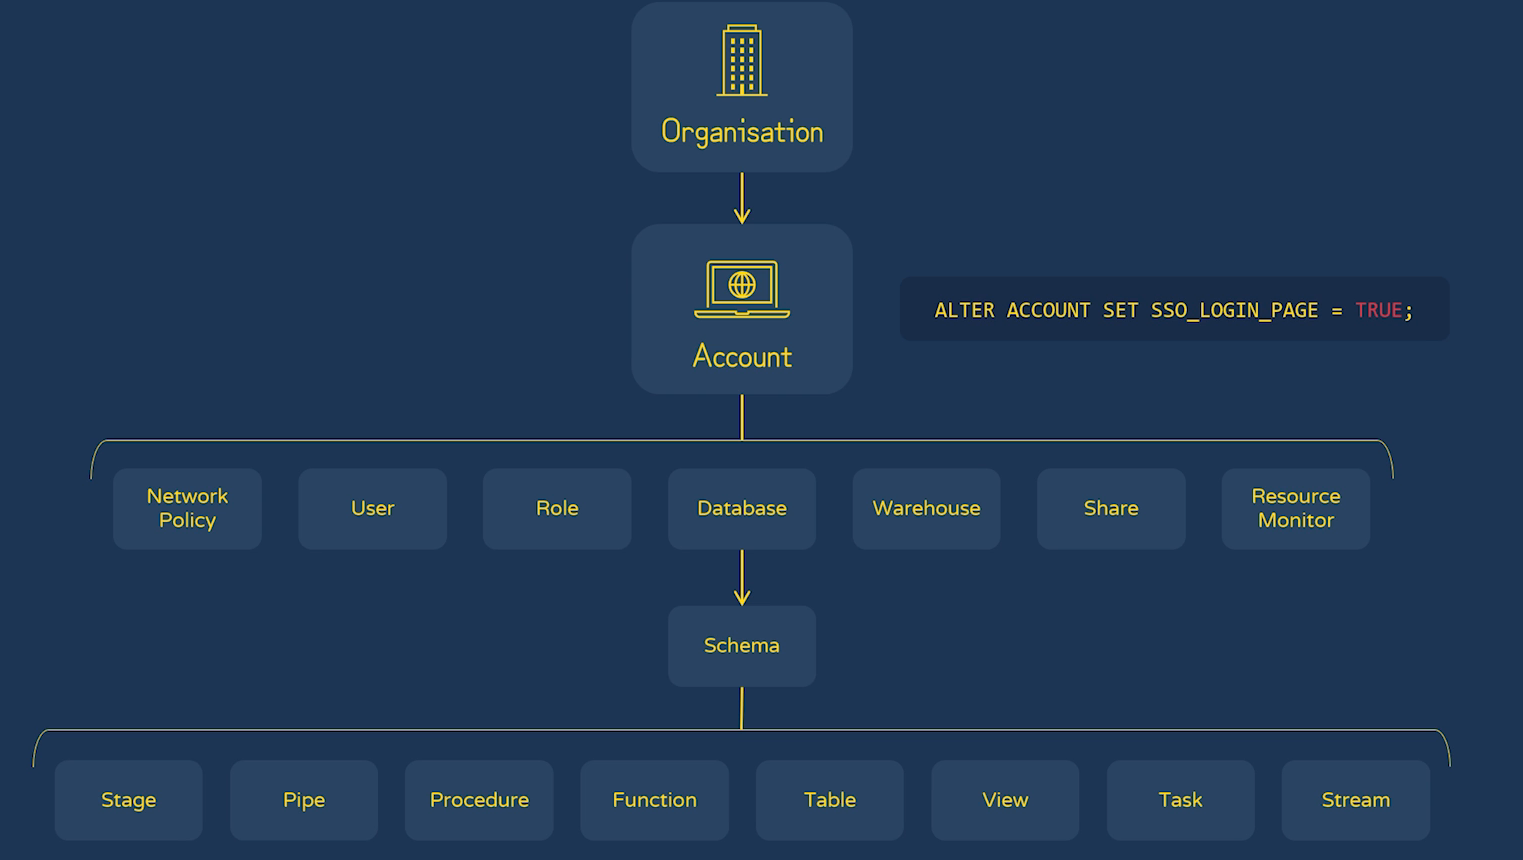 Organisation
Account
ALTER ACCOUNT SET SSO_LOGIN_PAGE = TRUE;
Network
Policy
User
Role
Database
Warehouse
Share
Resource
Monitor
Schema
Stage
Pipe
Procedure
Function
Table
View
Task
Stream